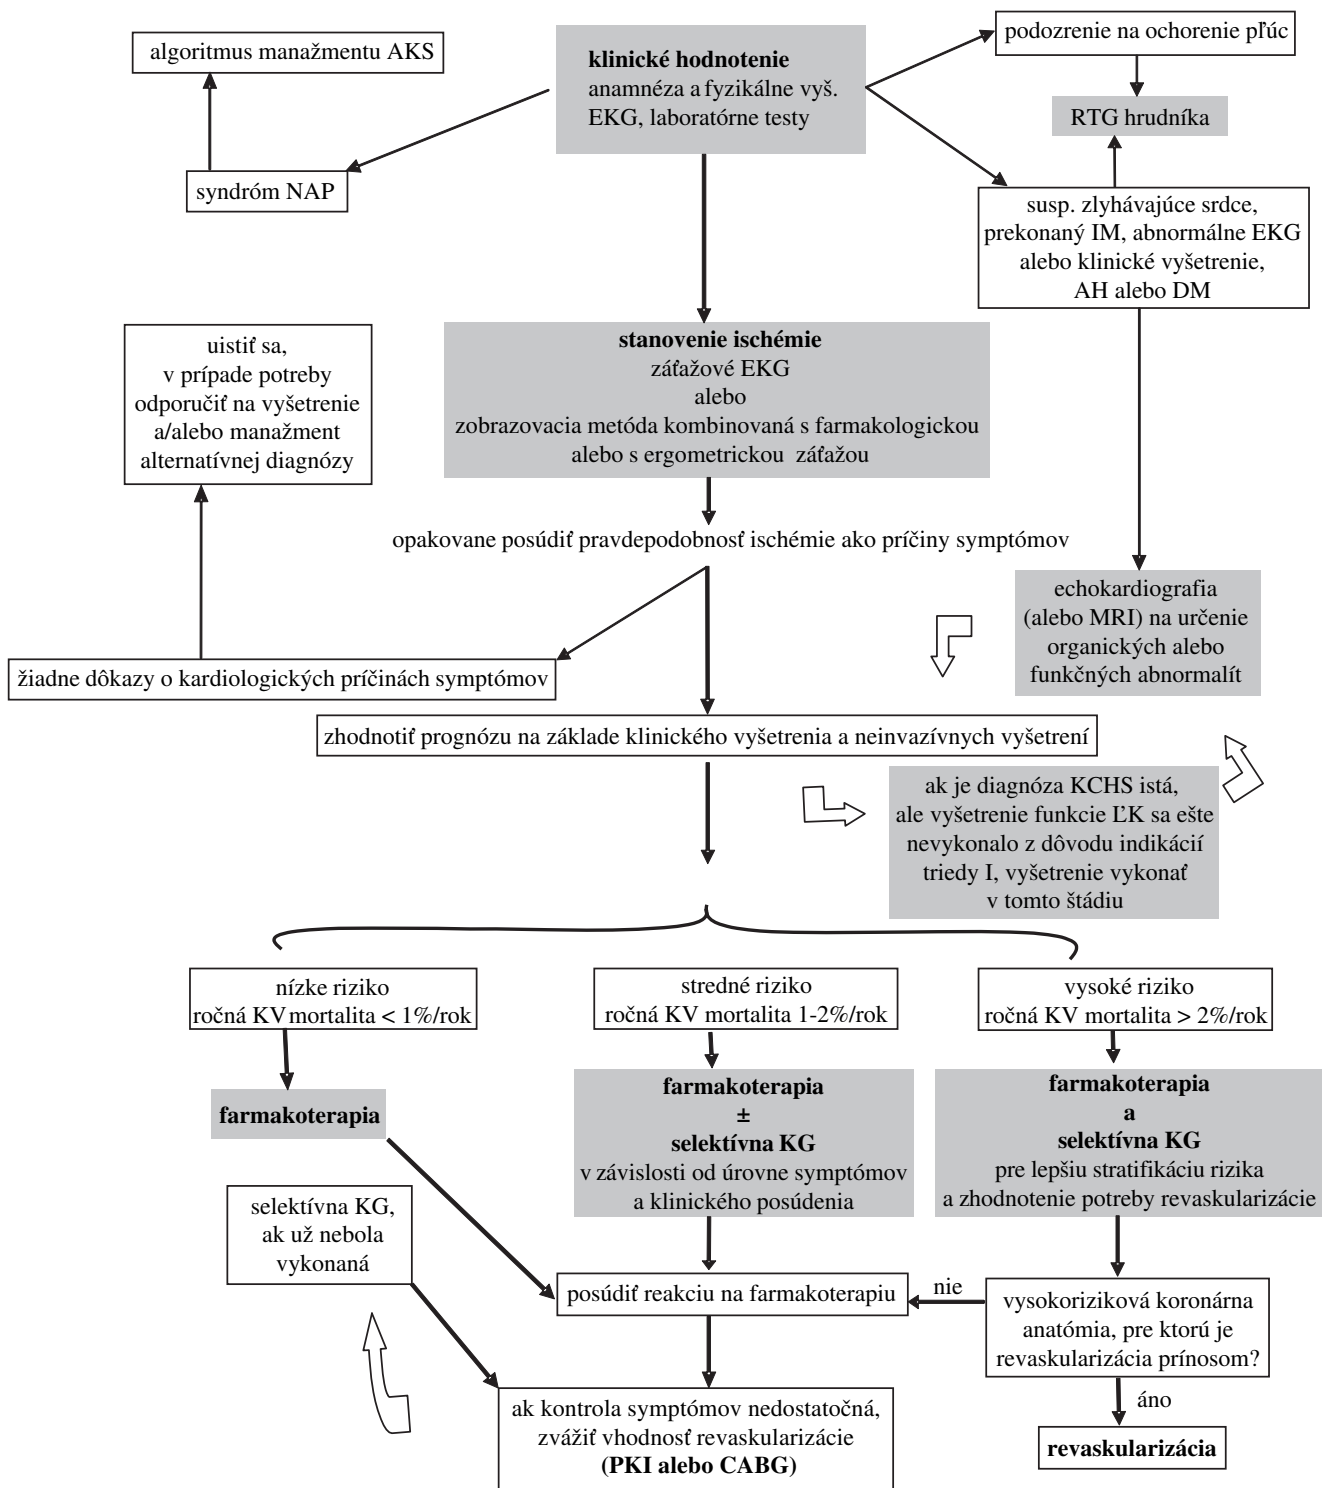 algoritmus manažmentu AKS
klinické hodnotenie
anamnéza a fyzikálne vyš.
EKG, laboratórne testy
podozrenie na ochorenie pľúc
RTG hrudníka
syndróm NAP
susp. zlyhávajúce srdce,
prekonaný IM, abnormálne EKG
alebo klinické vyšetrenie,
AH alebo DM
uistiť sa,
v prípade potreby
odporučiť na vyšetrenie
a/alebo manažment
alternatívnej diagnózy
stanovenie ischémie
záťažové EKG
alebo
zobrazovacia metóda kombinovaná s farmakologickou
alebo s ergometrickou záťažou
opakovane posúdiť pravdepodobnosť ischémie ako príčiny symptómov
echokardiografia
(alebo MRI) na určenie
organických alebo
funkčných abnormalít
žiadne dôkazy o kardiologických príčinách symptómov
zhodnotiť prognózu na základe klinického vyšetrenia a neinvazívnych vyšetrení
ak je diagnóza KCHS istá,
ale vyšetrenie funkcie ĽK sa ešte
nevykonalo z dôvodu indikácií
triedy I, vyšetrenie vykonať
v tomto štádiu
nízke riziko
ročná KV mortalita < 1%/rok
stredné riziko
ročná KV mortalita 1-2%/rok
vysoké riziko
ročná KV mortalita > 2%/rok
farmakoterapia
farmakoterapia
±
selektívna KG
v závislosti od úrovne symptómov
a klinického posúdenia
farmakoterapia
a
selektívna KG
pre lepšiu stratifikáciu rizika
a zhodnotenie potreby revaskularizácie
selektívna KG,
ak už nebola
vykonaná
posúdiť reakciu na farmakoterapiu
nie
vysokoriziková koronárna
anatómia, pre ktorú je
revaskularizácia prínosom?
áno
ak kontrola symptómov nedostatočná,
zvážiť vhodnosť revaskularizácie
(PKI alebo CABG)
revaskularizácia